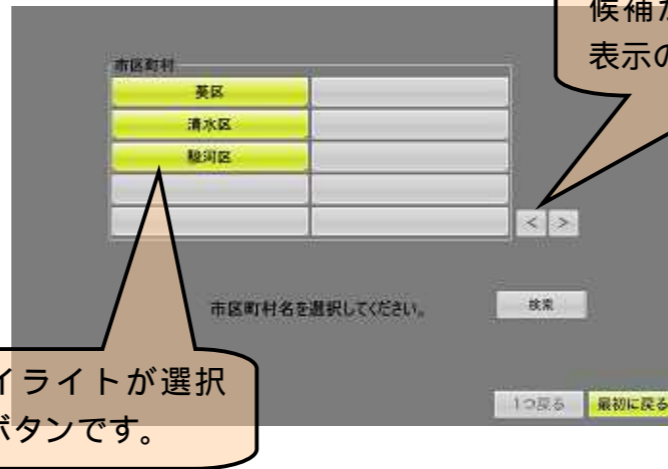 候補が
表示の
市区町村
葵区
清水区
駿河区
< >
市区町村名を選択してください。
検索
イライトが選択
ボタンです。
1つ戻る
最初に戻る